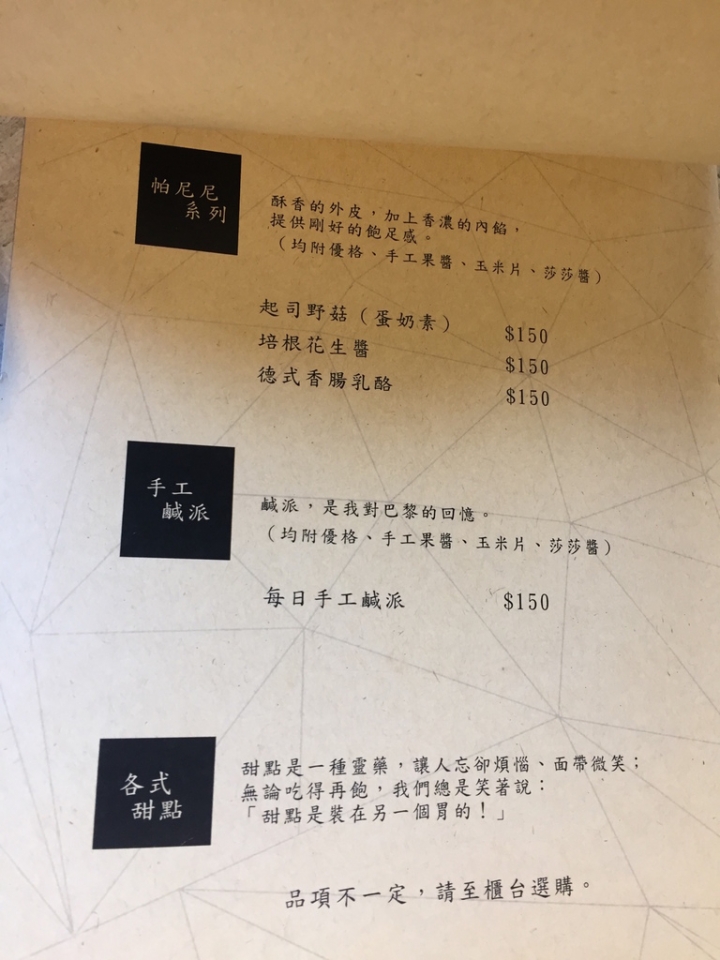 帕尼尼
系列
酥香的外皮，加上香濃的內餡，
提供剛好的飽足感。
（均附優格、手工果醬、玉米片、莎莎醬）
起司野菇（蛋奶素） $150
培根花生醬 $150
德式香腸乳酪 $150
手工
鹹派
鹹派，是我對巴黎的回憶。
（均附優格、手工果醬、玉米片、莎莎醬）
每日手工鹹派 $150
各式
甜點
甜點是一種靈藥，讓人忘卻煩惱、面帶微笑；
無論吃得再飽，我們總是笑著說：
「甜點是裝在另一個胃的！」
品項不一定，請至櫃台選購。